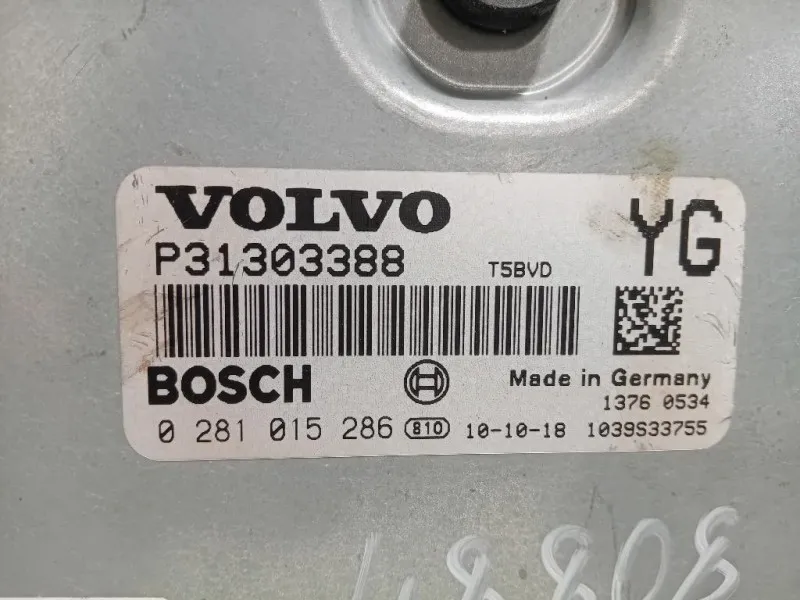 VOLVO
P31303388 T5BVD YG
BOSCH Made in Germany
1376 0534
0 281 015 286 810 10-10-18 1039S33755